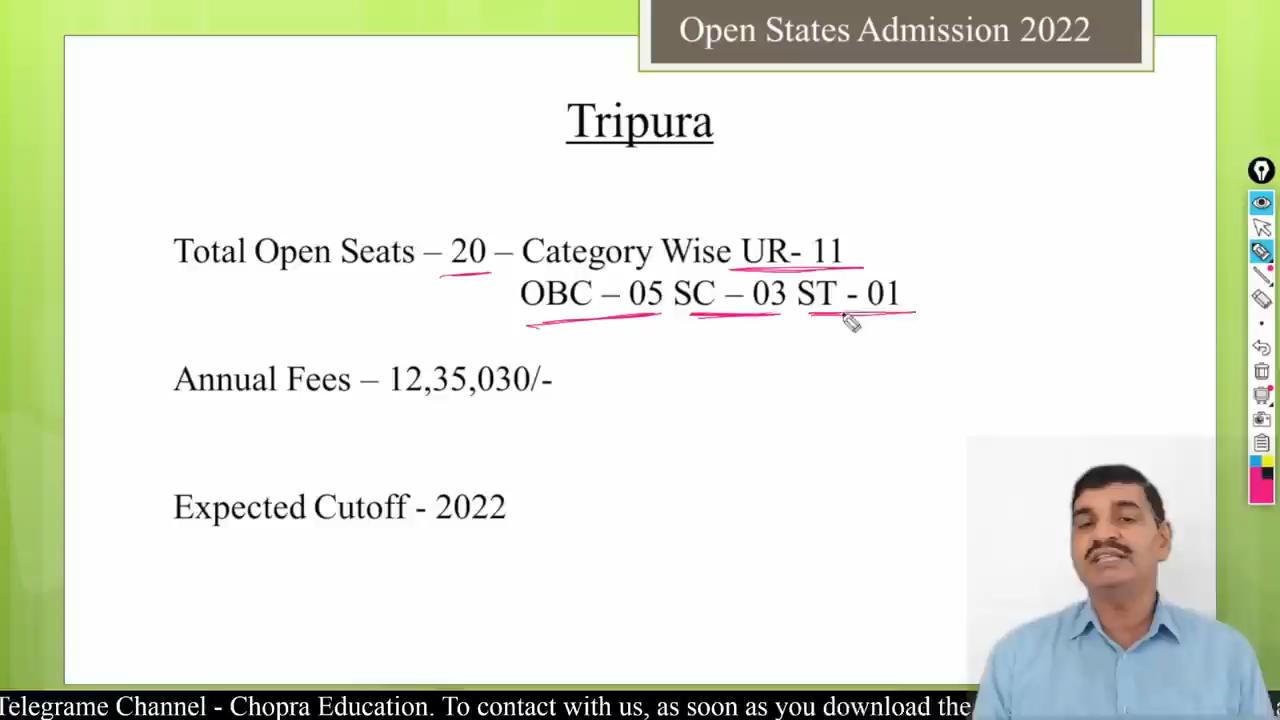 Open States Admission 2022
Tripura
Total Open Seats – 20 – Category Wise UR- 11
OBC – 05 SC – 03 ST - 01
Annual Fees – 12,35,030/-
Expected Cutoff - 2022
Telegrame Channel - Chopra Education. To contact with us, as soon as you download the